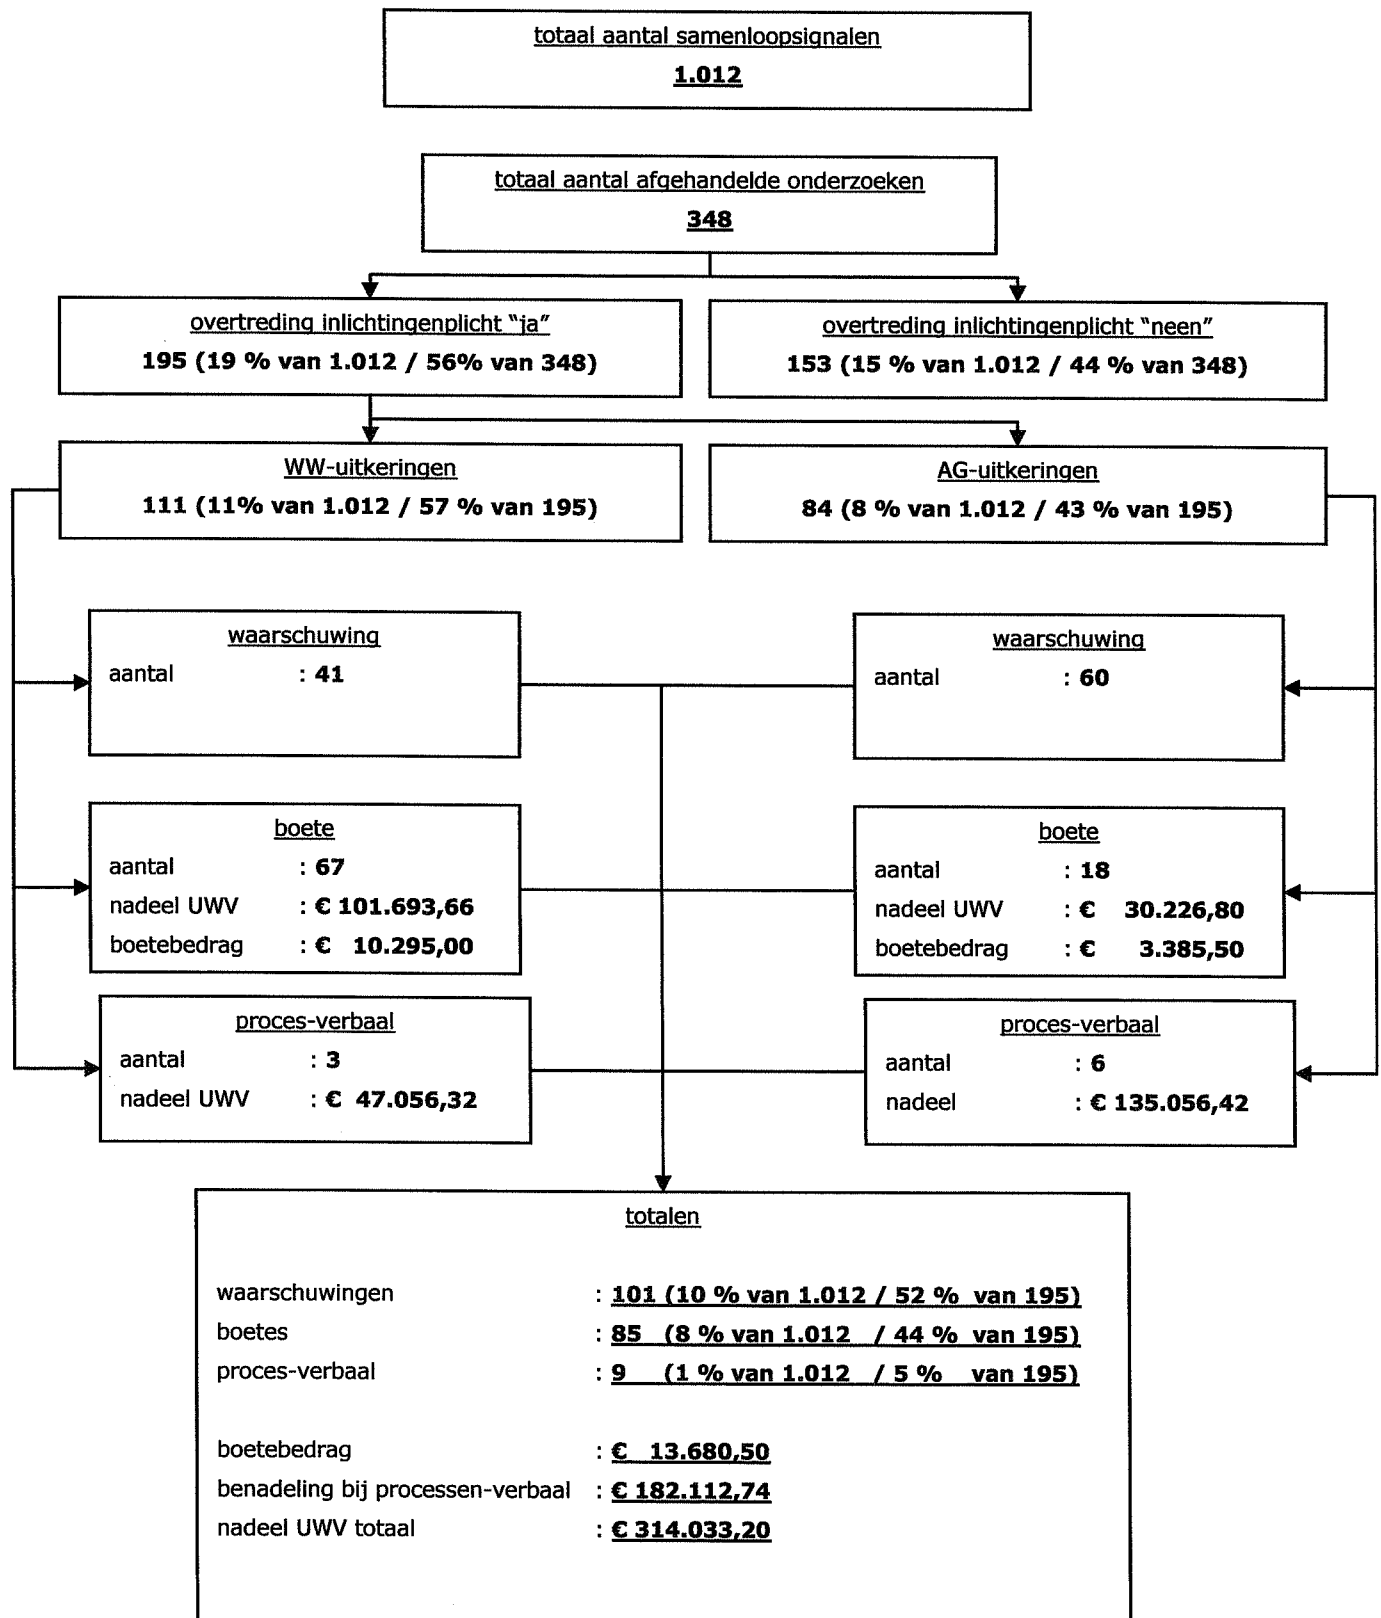 totaal aantal samenloopsignalen
1.012
totaal aantal afgehandelde onderzoeken
348
overtreding inlichtingenplicht “ja”
195 (19 % van 1.012 / 56% van 348)
overtreding inlichtingenplicht “neen”
153 (15 % van 1.012 / 44 % van 348)
WW-uitkeringen
111 (11% van 1.012 / 57 % van 195)
AG-uitkeringen
84 (8 % van 1.012 / 43 % van 195)
waarschuwing
aantal : 41
waarschuwing
aantal : 60
boete
aantal : 67
nadeel UWV : € 101.693,66
boetebedrag : € 10.295,00
boete
aantal : 18
nadeel UWV : € 30.226,80
boetebedrag : € 3.385,50
proces-verbaal
aantal : 3
nadeel UWV : € 47.056,32
proces-verbaal
aantal : 6
nadeel : € 135.056,42
totalen
waarschuwingen : 101 (10 % van 1.012 / 52 % van 195)
boetes : 85 (8 % van 1.012 / 44 % van 195)
proces-verbaal : 9 (1 % van 1.012 / 5 % van 195)
boetebedrag : € 13.680,50
benadeling bij processen-verbaal : € 182.112,74
nadeel UWV totaal : € 314.033,20